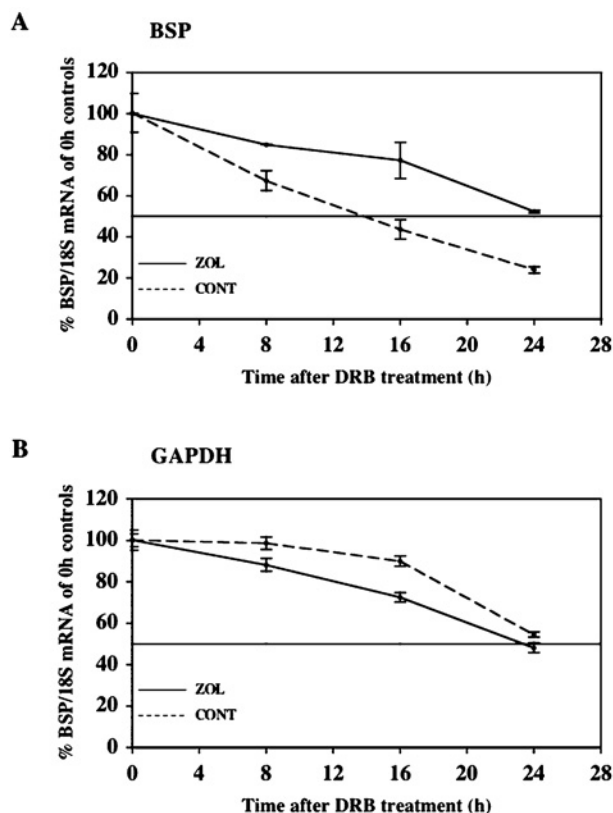 A
BSP
% BSP/18S mRNA of 0h controls
120
100
80
60
40
20
0
ZOL
CONT
0 4 8 12 16 20 24 28
Time after DRB treatment (h)
B
GAPDH
% BSP/18S mRNA of 0h controls
120
100
80
60
40
20
0
ZOL
CONT
0 4 8 12 16 20 24 28
Time after DRB treatment (h)